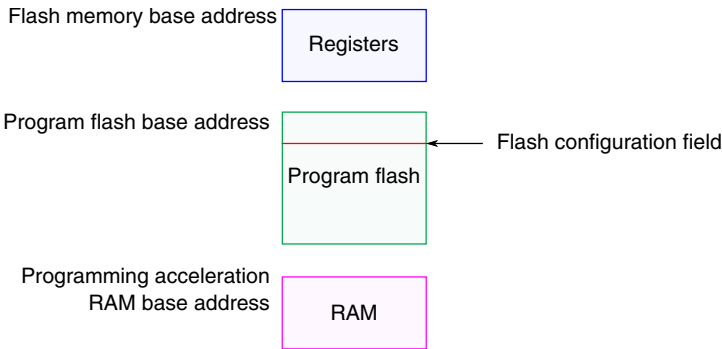 Flash memory base address
Registers
Program flash base address
Flash configuration field
Program flash
Programming acceleration
RAM base address
RAM